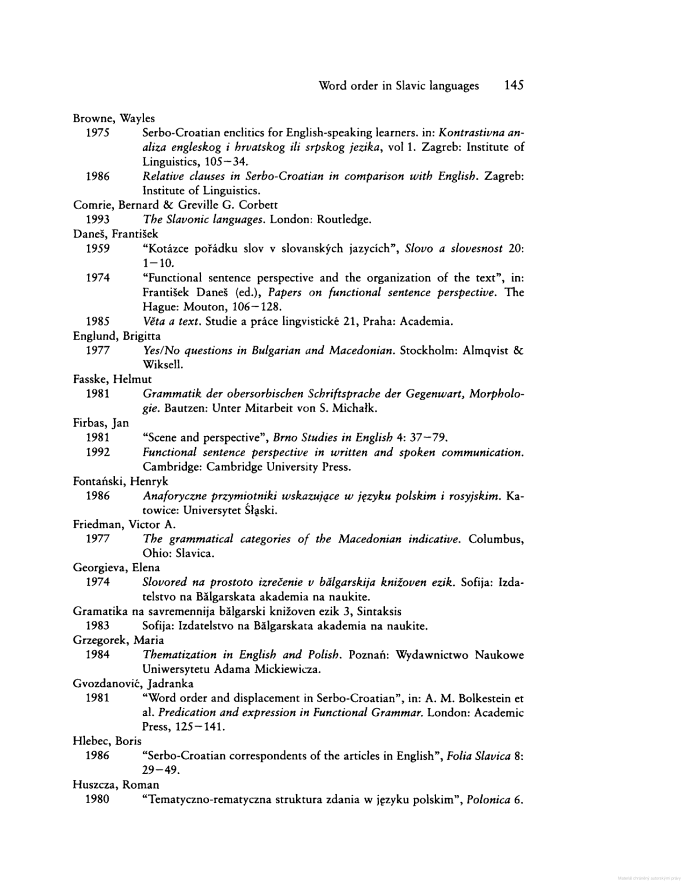 Word order in Slavic languages 145
Browne, Wayles
1975 Serbo-Croatian enclitics for English-speaking learners. in: Kontrastivna an-
aliza engleskog i hrvatskog ili srpskog jezika, vol 1. Zagreb: Institute of
Linguistics, 105−34.
1986 Relative clauses in Serbo-Croatian in comparison with English. Zagreb:
Institute of Linguistics.
Comrie, Bernard & Greville G. Corbett
1993 The Slavonic languages. London: Routledge.
Daneš, František
1959 “Kotázce pořádku slov v slovanských jazycích”, Slovo a slovesnost 20:
1−10.
1974 “Functional sentence perspective and the organization of the text”, in:
František Daneš (ed.), Papers on functional sentence perspective. The
Hague: Mouton, 106−128.
1985 Věta a text. Studie a práce lingvistické 21, Praha: Academia.
Englund, Brigitta
1977 Yes/No questions in Bulgarian and Macedonian. Stockholm: Almqvist &
Wiksell.
Fasske, Helmut
1981 Grammatik der obersorbischen Schriftsprache der Gegenwart, Morpholo-
gie. Bautzen: Unter Mitarbeit von S. Michałk.
Firbas, Jan
1981 “Scene and perspective”, Brno Studies in English 4: 37−79.
1992 Functional sentence perspective in written and spoken communication.
Cambridge: Cambridge University Press.
Fontański, Henryk
1986 Anaforyczne przymiotniki wskazujące w języku polskim i rosyjskim. Ka-
towice: Universytet Śląski.
Friedman, Victor A.
1977 The grammatical categories of the Macedonian indicative. Columbus,
Ohio: Slavica.
Georgieva, Elena
1974 Slovored na prostoto izrečenie v bălgarskija knižoven ezik. Sofija: Izda-
telstvo na Bălgarskata akademia na naukite.
Gramatika na savremennija bălgarski knižoven ezik 3, Sintaksis
1983 Sofija: Izdatelstvo na Bălgarskata akademia na naukite.
Grzegorek, Maria
1984 Thematization in English and Polish. Poznań: Wydawnictwo Naukowe
Uniwersytetu Adama Mickiewicza.
Gvozdanović, Jadranka
1981 “Word order and displacement in Serbo-Croatian”, in: A. M. Bolkestein et
al. Predication and expression in Functional Grammar. London: Academic
Press, 125−141.
Hlebec, Boris
1986 “Serbo-Croatian correspondents of the articles in English”, Folia Slavica 8:
29−49.
Huszcza, Roman
1980 “Tematyczno-rematyczna struktura zdania w języku polskim”, Polonica 6.